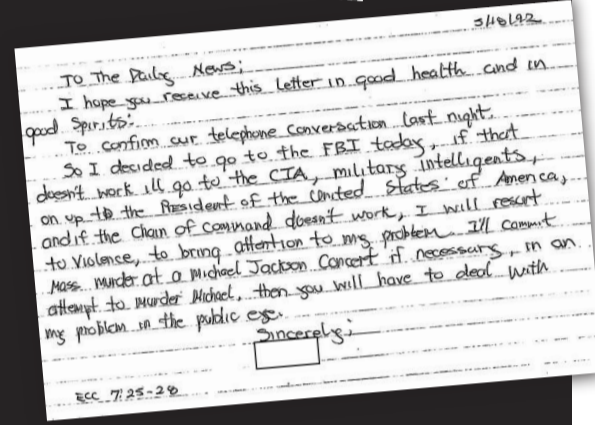 3/18/92
To The Daily News;
I hope you receive this letter in good health and in
good Spirits:
To confirm our telephone conversation last night.
So I decided to go to the FBI today, if that
doesn't work ill go to the CIA, military intelligents,
on up to the President of the United States of America,
and if the Chain of command doesn't work, I will resort
to Violence, to bring attention to my problem. I'll commit
Mass murder at a Michael Jackson Concert if necessary, in an
attempt to murder Michael, then you will have to deal with
my problem in the public eye.
Sincerely;
ECC 7:25-28